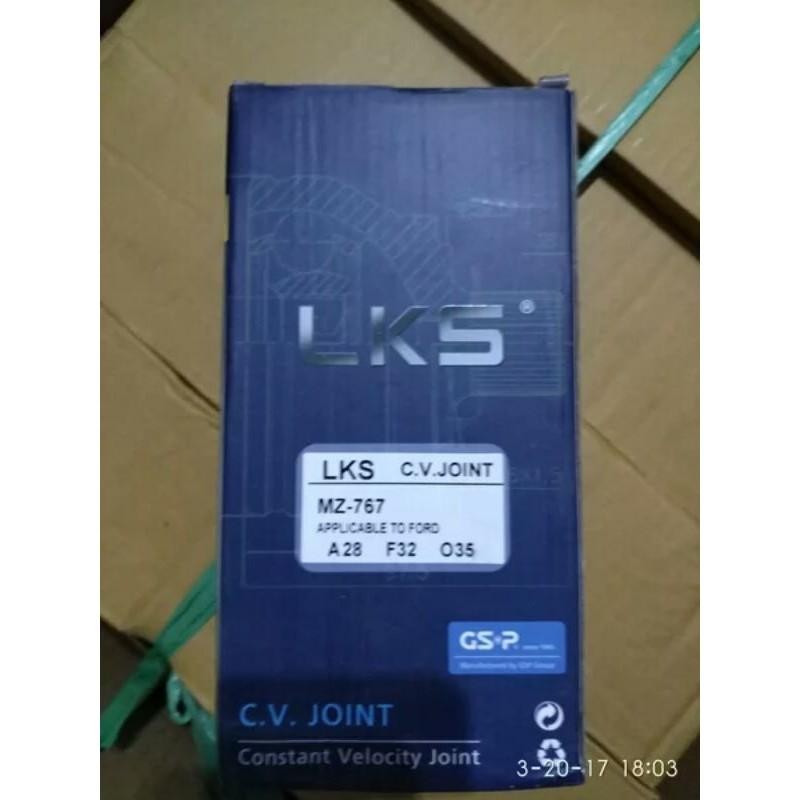 LKS®
LKS C.V.JOINT
MZ-767
APPLICABLE TO FORD
A28 F32 O35
GSP
Manufactured by GSP Group
C.V. JOINT
Constant Velocity Joint
3-20-17 18:03